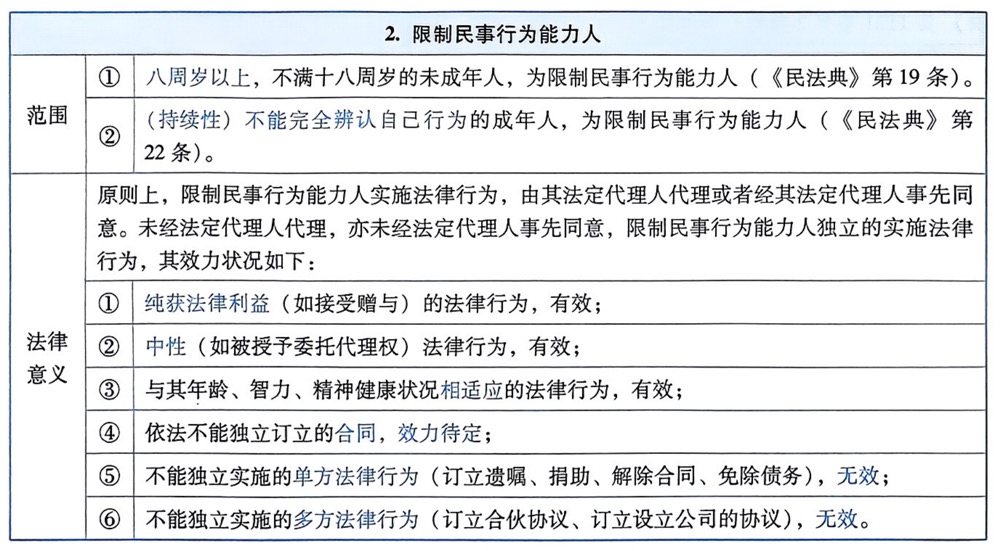 2. 限制民事行为能力人
范围
① 八周岁以上，不满十八周岁的未成年人，为限制民事行为能力人（《民法典》第 19 条）。
② （持续性）不能完全辨认自己行为的成年人，为限制民事行为能力人（《民法典》第
22 条）。
法律
意义
原则上，限制民事行为能力人实施法律行为，由其法定代理人代理或者经其法定代理人事先同
意。未经法定代理人代理，亦未经法定代理人事先同意，限制民事行为能力人独立的实施法律
行为，其效力状况如下：
① 纯获法律利益（如接受赠与）的法律行为，有效；
② 中性（如被授予委托代理权）法律行为，有效；
③ 与其年龄、智力、精神健康状况相适应的法律行为，有效；
④ 依法不能独立订立的合同，效力待定；
⑤ 不能独立实施的单方法律行为（订立遗嘱、捐助、解除合同、免除债务），无效；
⑥ 不能独立实施的多方法律行为（订立合伙协议、订立设立公司的协议），无效。